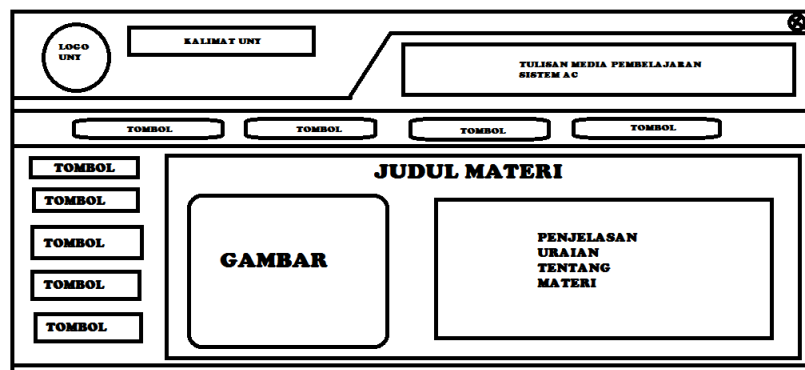 LOGO
UNY
KALIMAT UNY
TULISAN MEDIA PEMBELAJARAN
SISTEM AC
TOMBOL
TOMBOL
TOMBOL
TOMBOL
TOMBOL
TOMBOL
TOMBOL
TOMBOL
TOMBOL
JUDUL MATERI
GAMBAR
PENJELASAN
URAIAN
TENTANG
MATERI